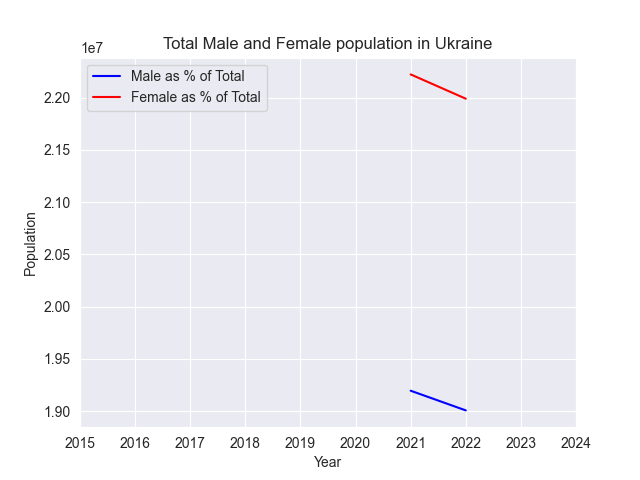 Total Male and Female population in Ukraine
1e7
Male as % of Total
Female as % of Total
2.20
2.15
2.10
2.05
2.00
1.95
1.90
Population
2015 2016 2017 2018 2019 2020 2021 2022 2023 2024
Year